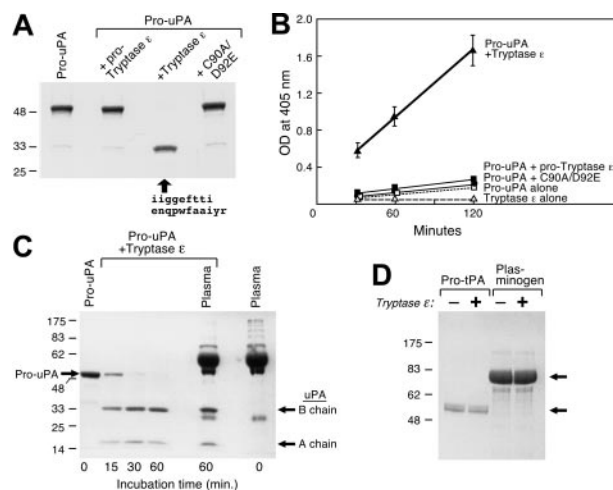 A
Pro-uPA
Pro-uPA
+ pro-
Tryptase ε
+Tryptase ε
+ C90A/
D92E
48
33
25
iiggefttti
enqpwfaaiyr
B
OD at 405 nm
2.0
1.6
1.2
0.8
0.4
0
30
60
120
Minutes
Pro-uPA
+Tryptase ε
Pro-uPA + pro-Tryptase ε
Pro-uPA + C90A/D92E
Pro-uPA alone
Tryptase ε alone
C
Pro-uPA
+Tryptase ε
Pro-uPA
Plasma
Plasma
175
83
62
Pro-uPA
48
33
25
14
uPA
B chain
A chain
0 15 30 60 60 0
Incubation time (min.)
D
Pro-tPA
Plas-
minogen
Tryptase ε: − + − +
175
83
62
48